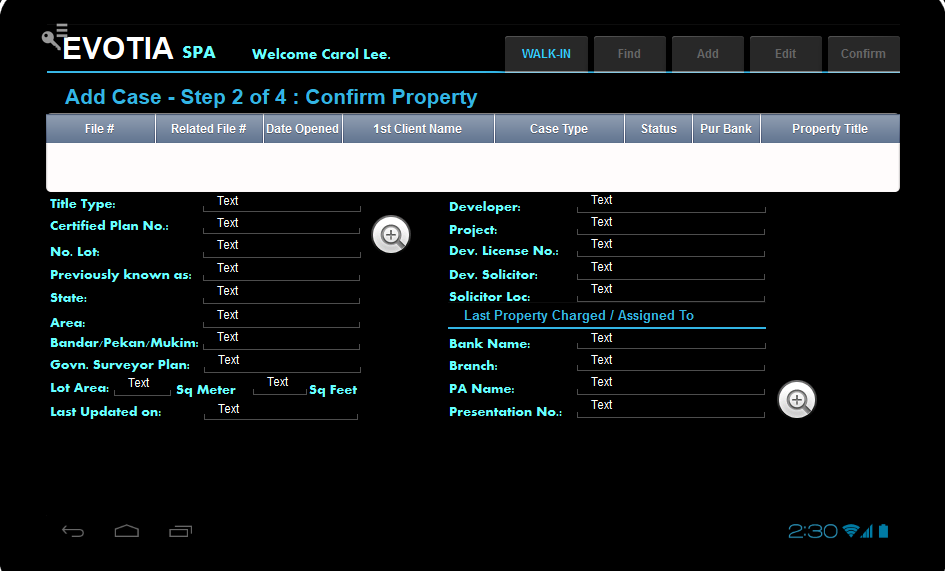 EVOTIA SPA Welcome Carol Lee. WALK-IN Find Add Edit Confirm
Add Case - Step 2 of 4 : Confirm Property
File # Related File # Date Opened 1st Client Name Case Type Status Pur Bank Property Title
Title Type: Text
Certified Plan No.: Text
No. Lot: Text
Previously known as: Text
State: Text
Area: Text
Bandar/Pekan/Mukim: Text
Govn. Surveyor Plan: Text
Lot Area: Text Sq Meter Text Sq Feet
Last Updated on: Text
Developer: Text
Project: Text
Dev. License No.: Text
Dev. Solicitor: Text
Solicitor Loc: Text
Last Property Charged / Assigned To
Bank Name: Text
Branch: Text
PA Name: Text
Presentation No.: Text
2:30